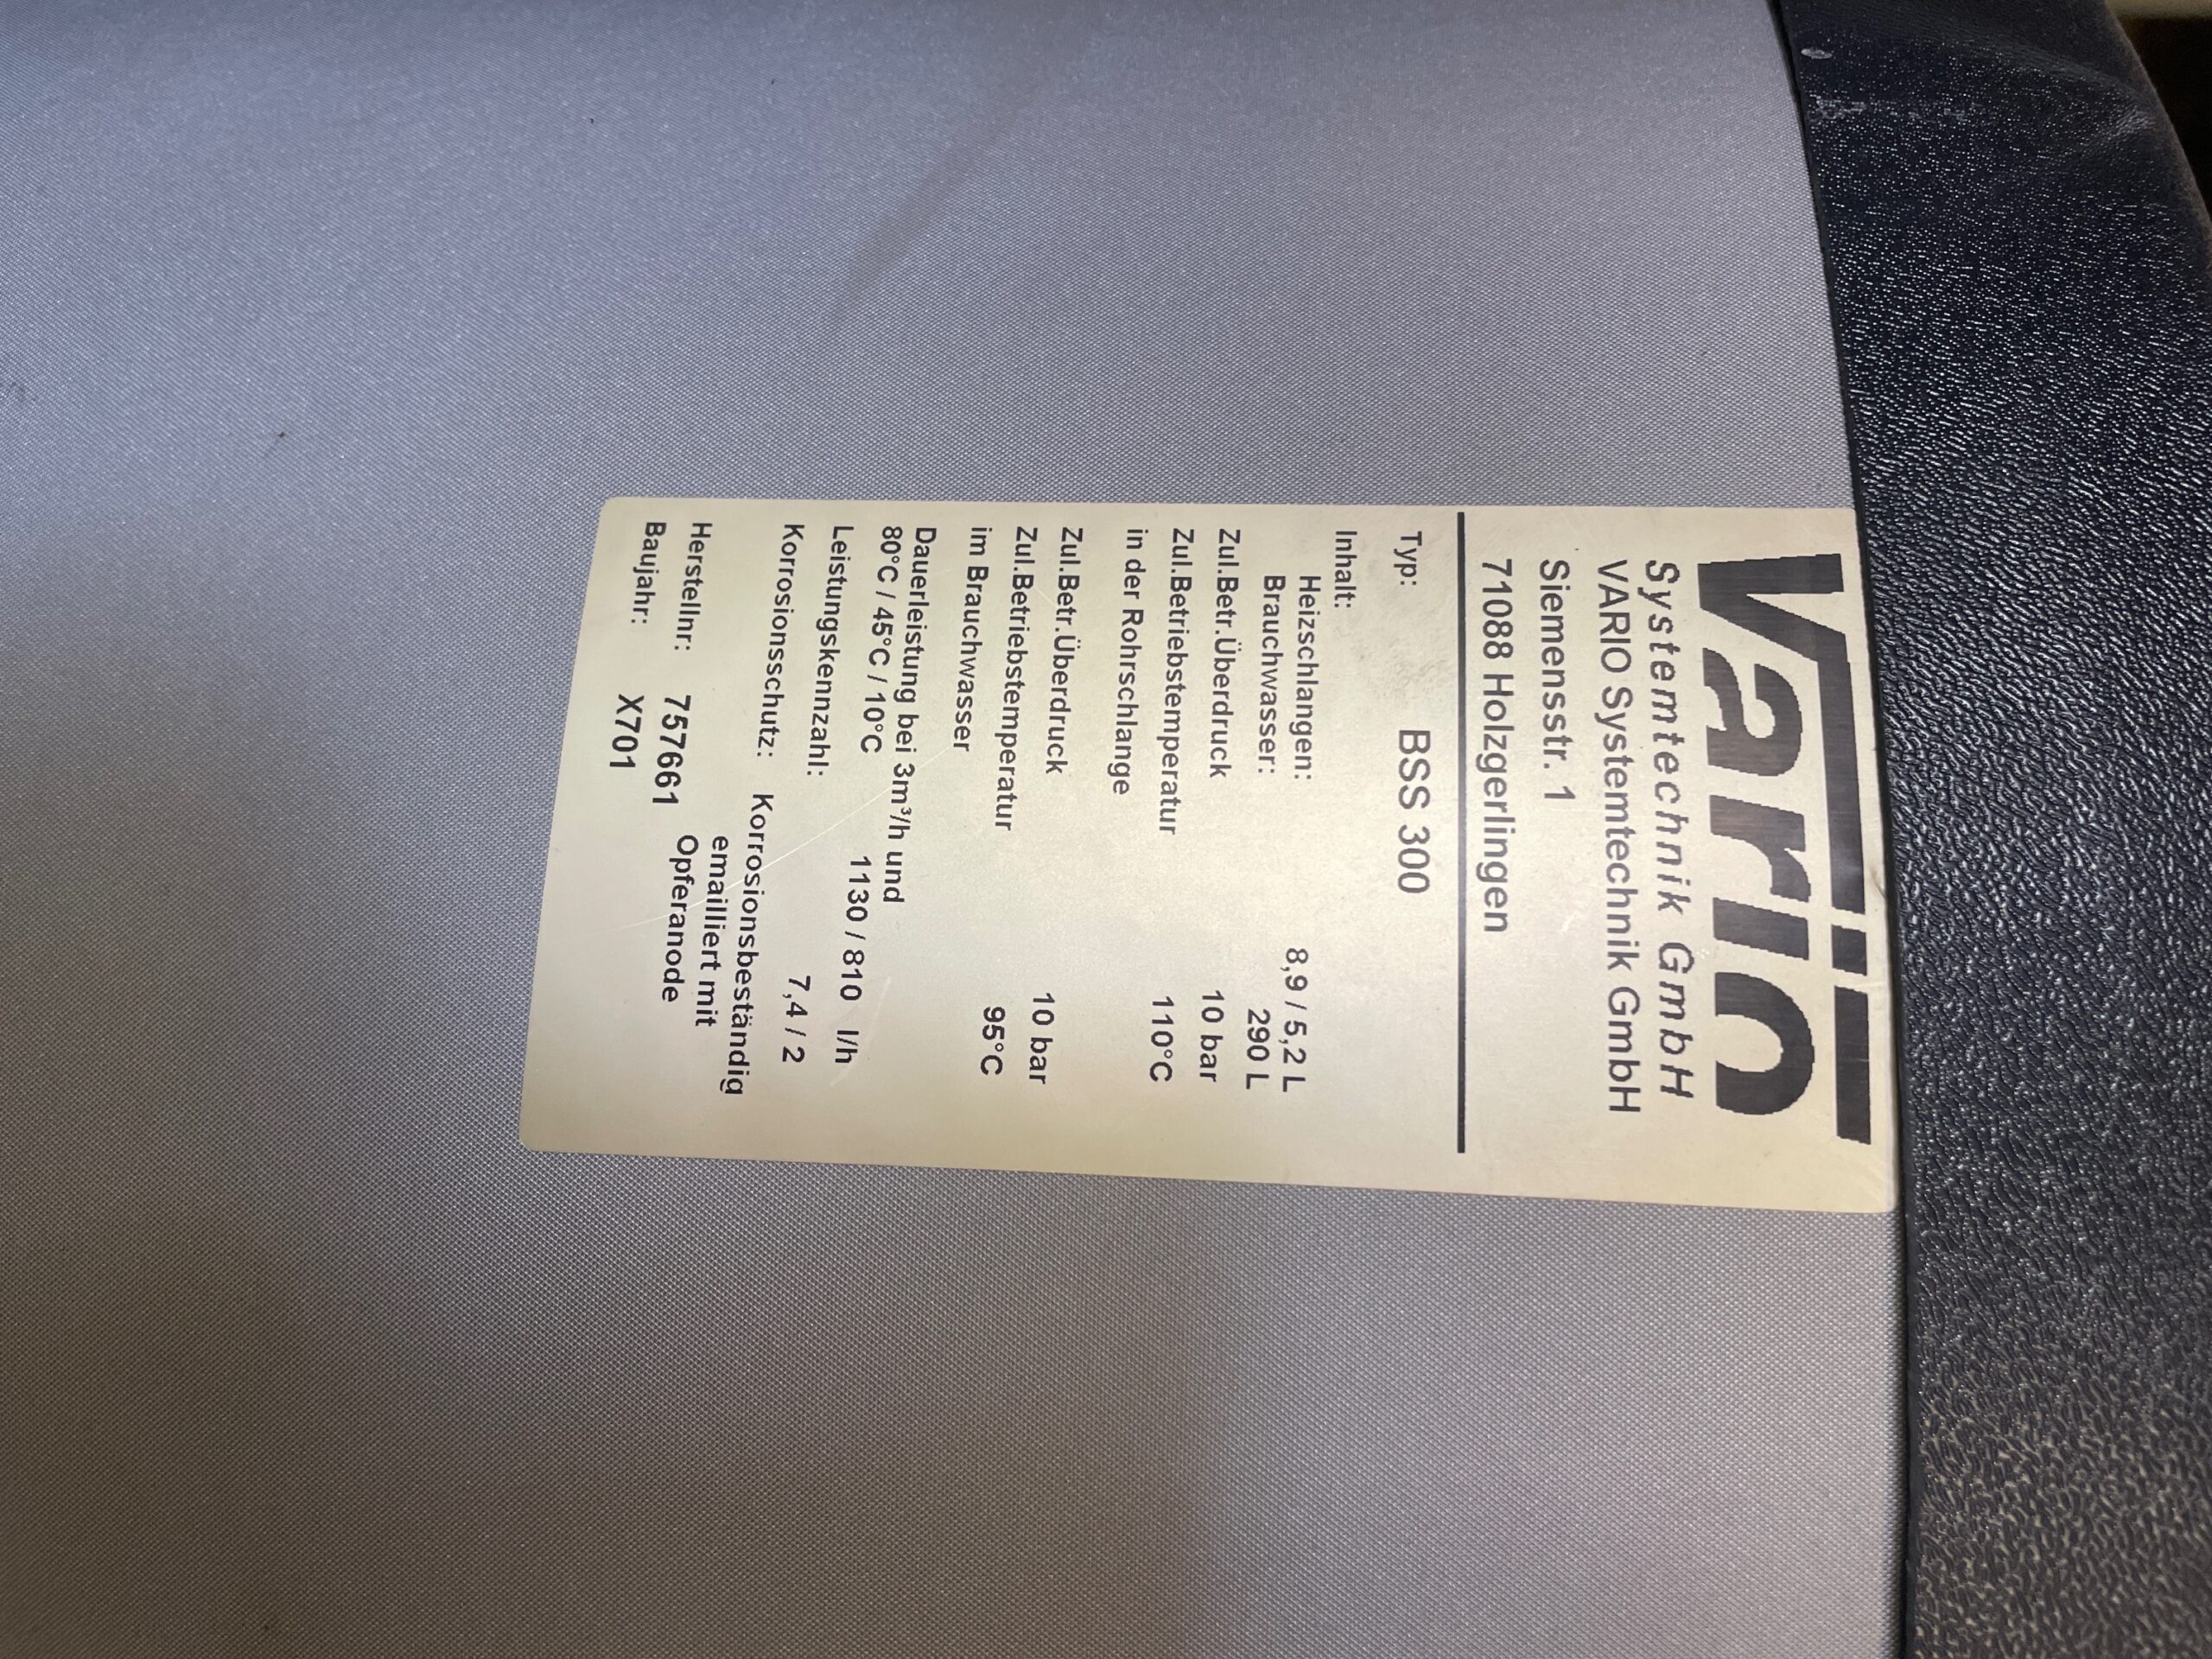 Vario
Systemtechnik GmbH
VARIO Systemtechnik GmbH
Siemensstr. 1
71088 Holzgerlingen
Typ: BSS 300
Inhalt:
Heizschlangen: 8,9 / 5,2 L
Brauchwasser: 290 L
Zul.Betr.Überdruck 10 bar
Zul.Betriebstemperatur
in der Rohrschlange 110°C
Zul.Betr.Überdruck 10 bar
Zul.Betriebstemperatur
im Brauchwasser 95°C
Dauerleistung bei 3m³/h und
80°C / 45°C / 10°C 1130 / 810 l/h
Leistungskennzahl: 7,4 / 2
Korrosionsschutz: Korrosionsbeständig
emailliert mit
Opferanode
Herstellnr: 757661
Baujahr: X701